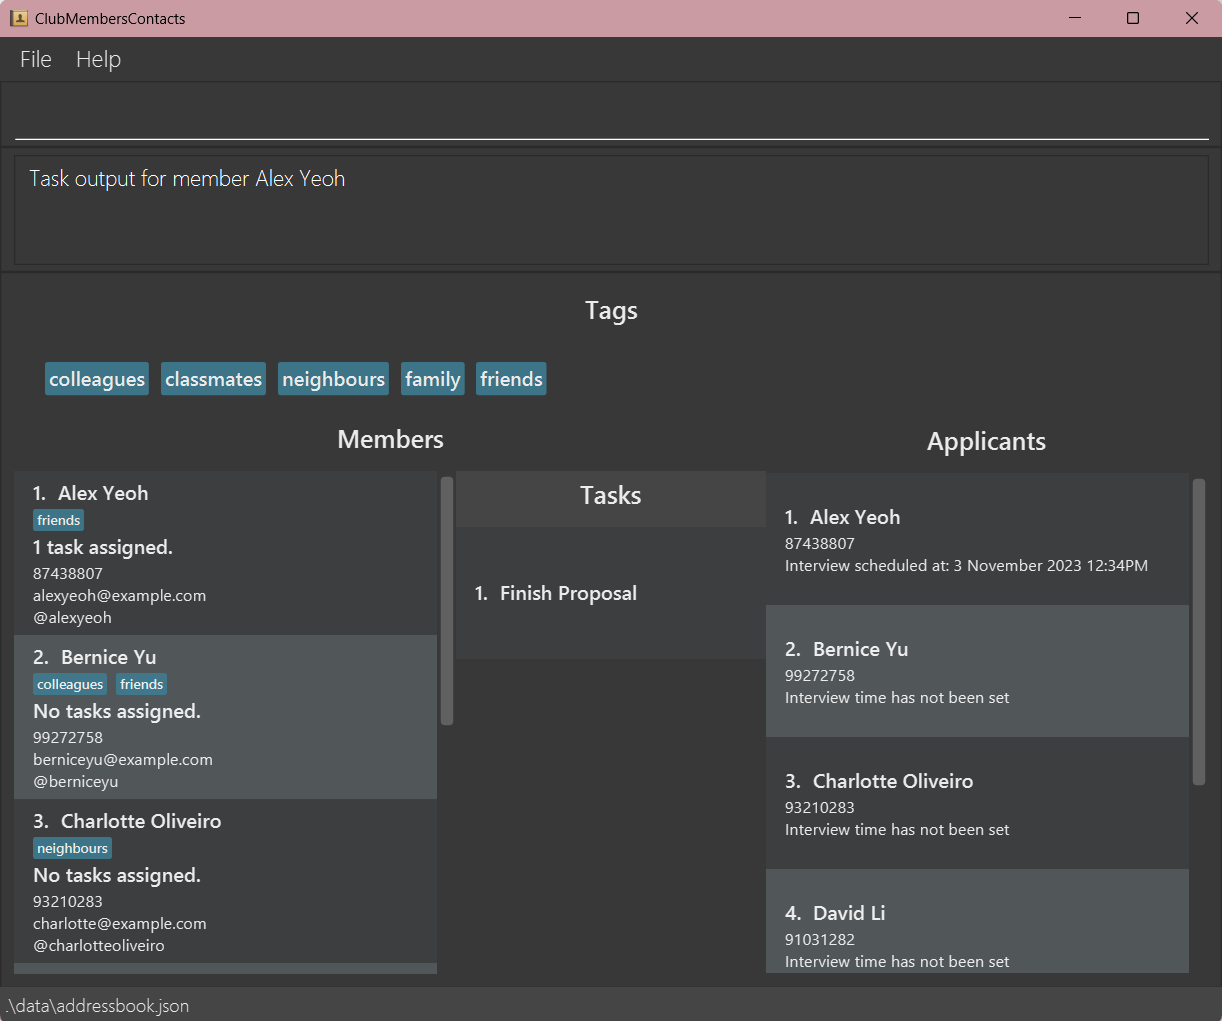 ClubMembersContacts
File Help
Task output for member Alex Yeoh
Tags
colleagues classmates neighbours family friends
Members
1. Alex Yeoh
friends
1 task assigned.
87438807
alexyeoh@example.com
@alexyeoh
2. Bernice Yu
colleagues friends
No tasks assigned.
99272758
berniceyu@example.com
@berniceyu
3. Charlotte Oliveiro
neighbours
No tasks assigned.
93210283
charlotte@example.com
@charlotteoliveiro
Tasks
1. Finish Proposal
Applicants
1. Alex Yeoh
87438807
Interview scheduled at: 3 November 2023 12:34PM
2. Bernice Yu
99272758
Interview time has not been set
3. Charlotte Oliveiro
93210283
Interview time has not been set
4. David Li
91031282
Interview time has not been set
.\data\addressbook.json